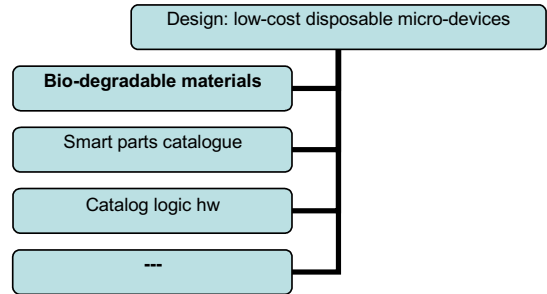 Design: low-cost disposable micro-devices
Bio-degradable materials
Smart parts catalogue
Catalog logic hw
---